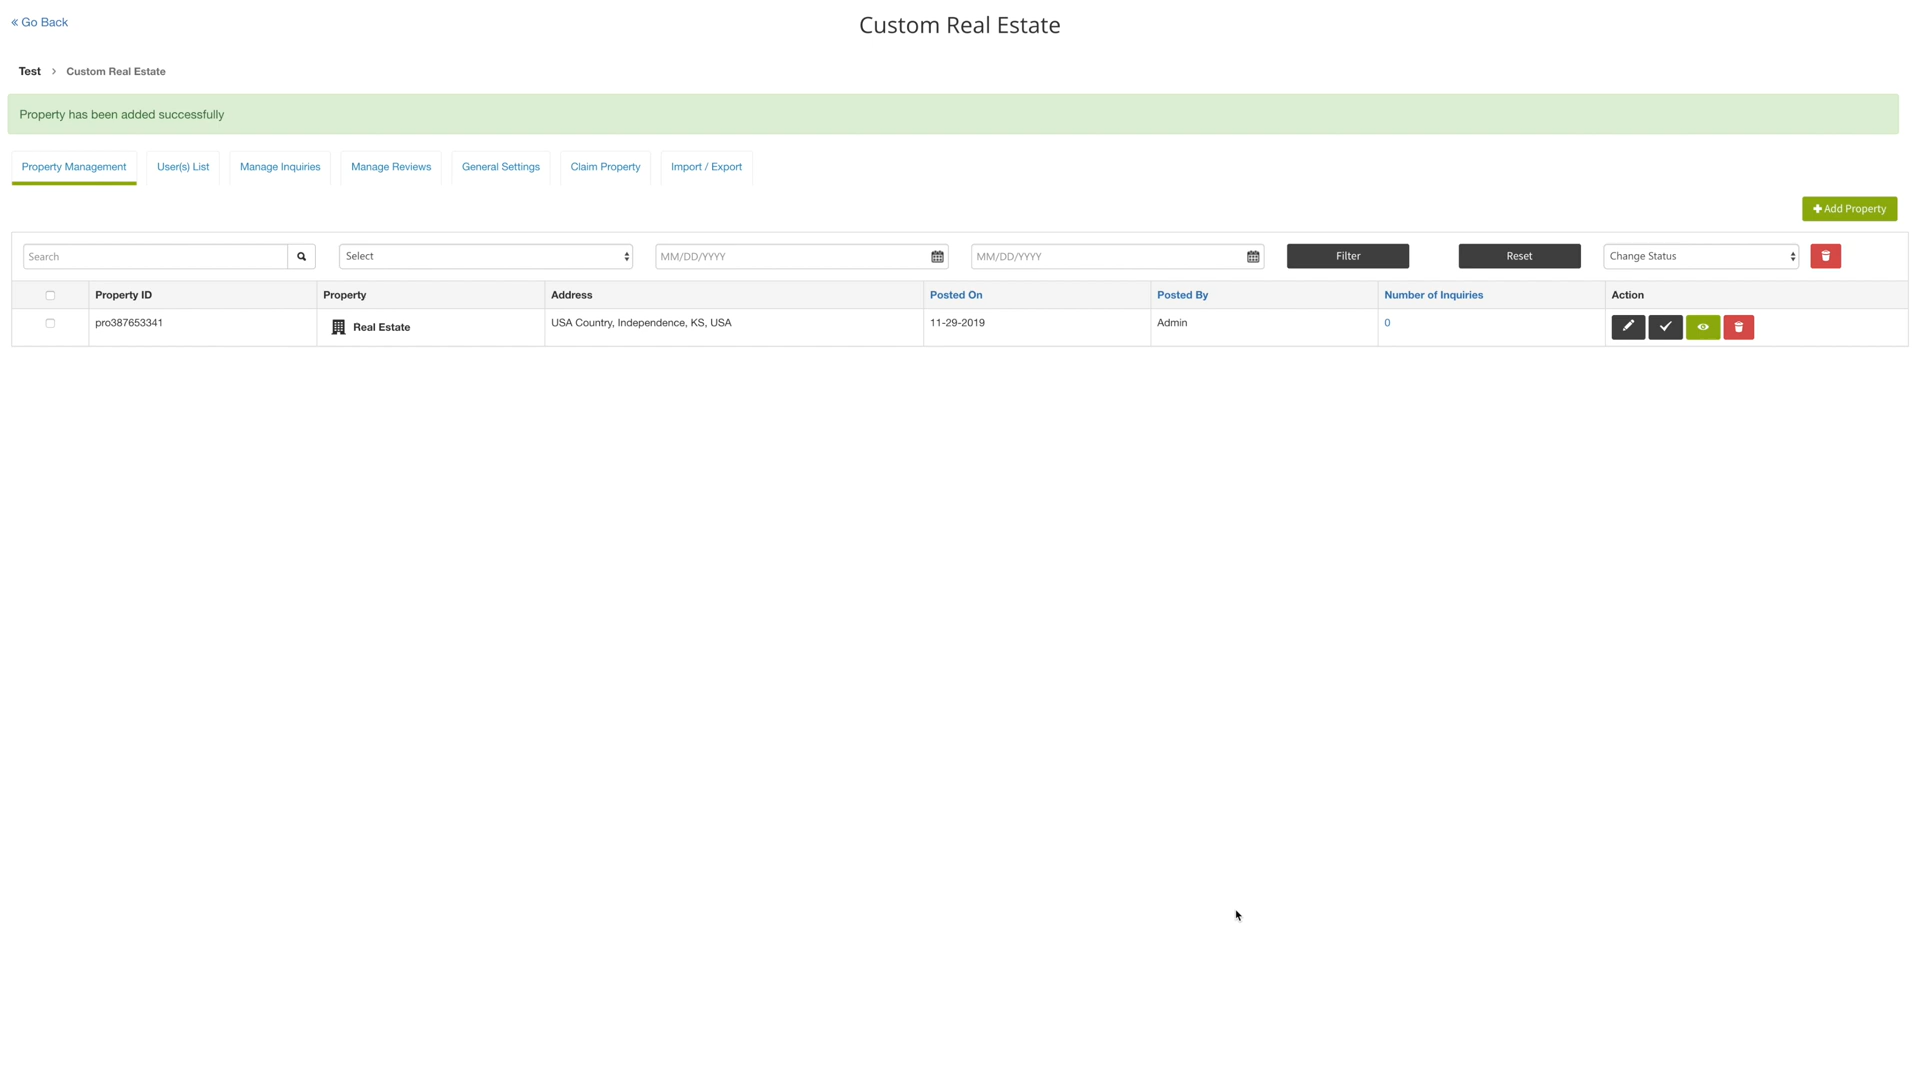 « Go Back
Custom Real Estate
Test > Custom Real Estate
Property has been added successfully
Property Management User(s) List Manage Inquiries Manage Reviews General Settings Claim Property Import / Export
+ Add Property
Search Select MM/DD/YYYY MM/DD/YYYY Filter Reset Change Status
Property ID Property Address Posted On Posted By Number of Inquiries Action
pro387653341 Real Estate USA Country, Independence, KS, USA 11-29-2019 Admin 0